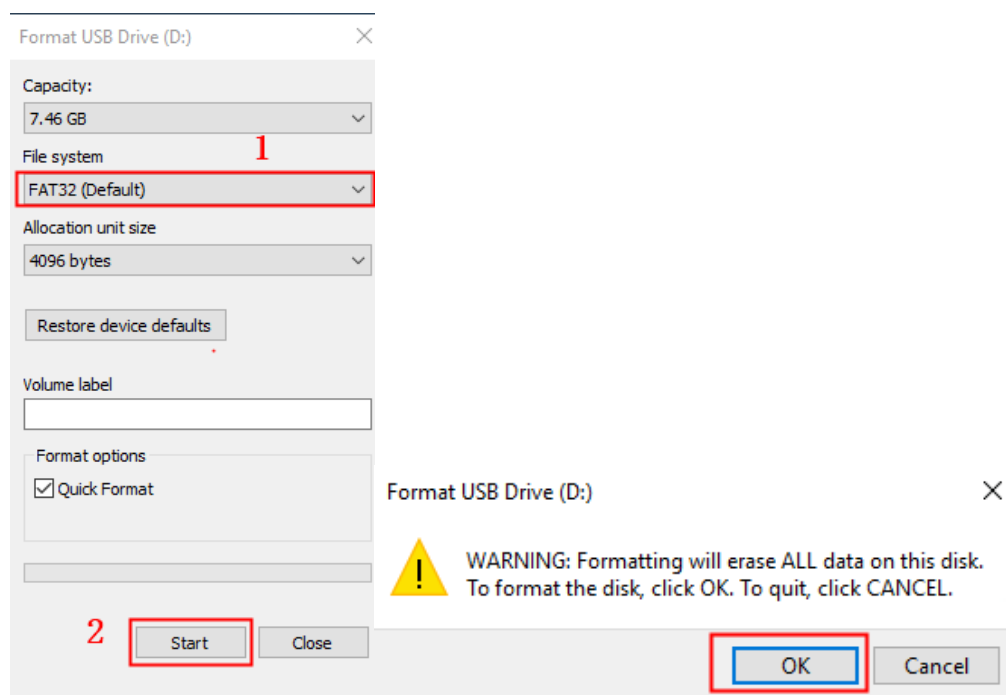 Format USB Drive (D:)
Capacity:
7.46 GB
1
File system
FAT32 (Default)
Allocation unit size
4096 bytes
Restore device defaults
Volume label
Format options
Quick Format
2
Start
Close
Format USB Drive (D:)
WARNING: Formatting will erase ALL data on this disk.
To format the disk, click OK. To quit, click CANCEL.
OK
Cancel